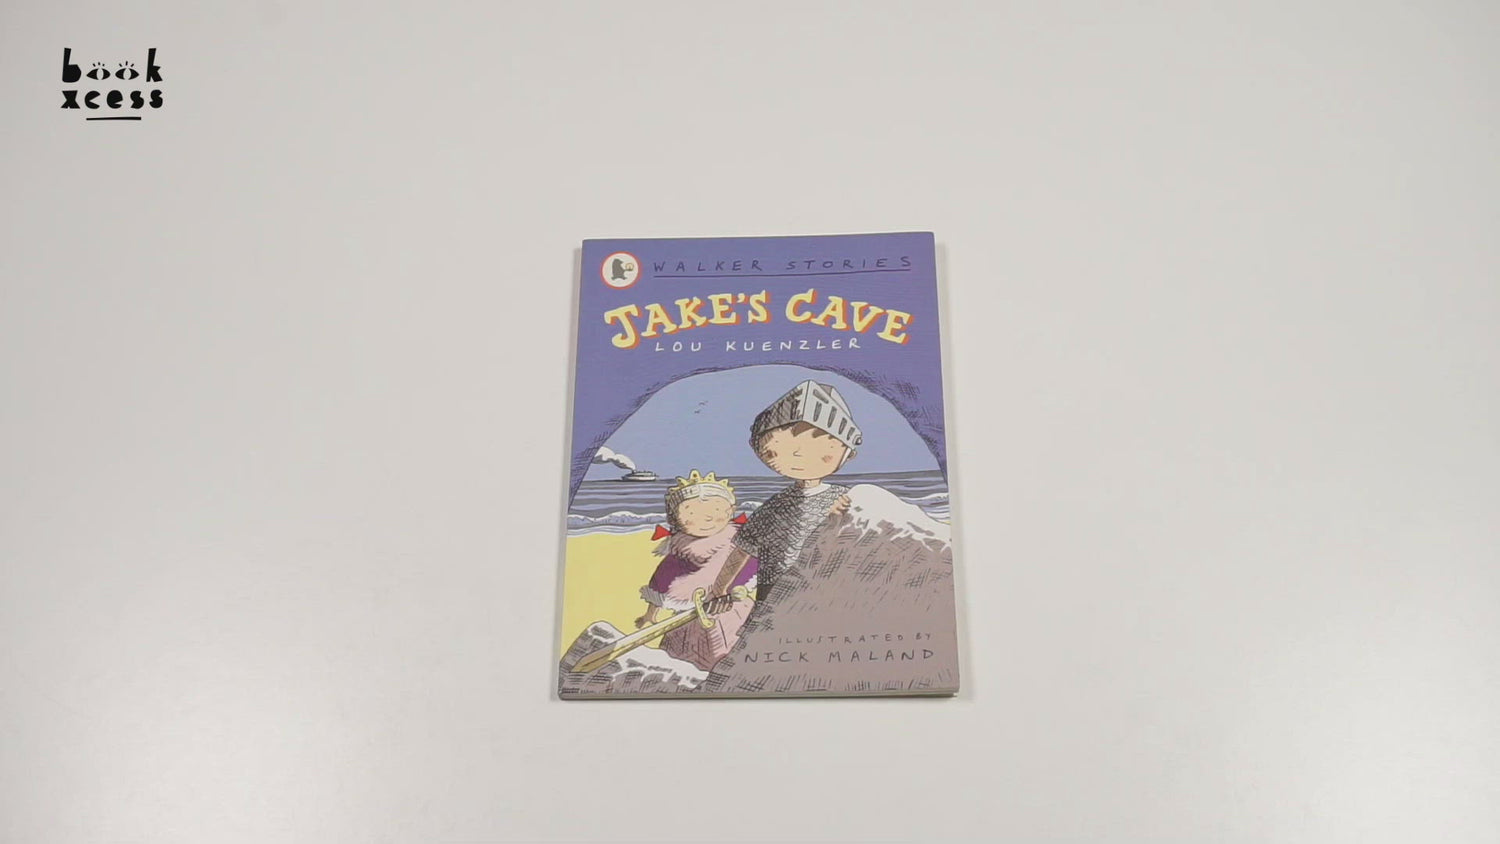 book
xcess
WALKER STORIES
JAKE'S CAVE
LOU KUENZLER
ILLUSTRATED BY
NICK MALAND